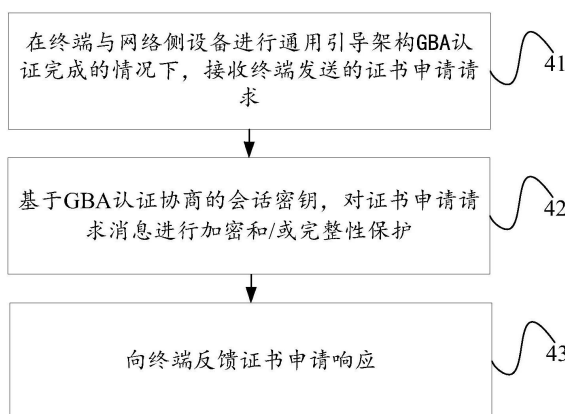 在终端与网络侧设备进行通用引导架构GBA认
证完成的情况下，接收终端发送的证书申请请
求
41
基于GBA认证协商的会话密钥，对证书申请请
求消息进行加密和/或完整性保护
42
向终端反馈证书申请响应
43